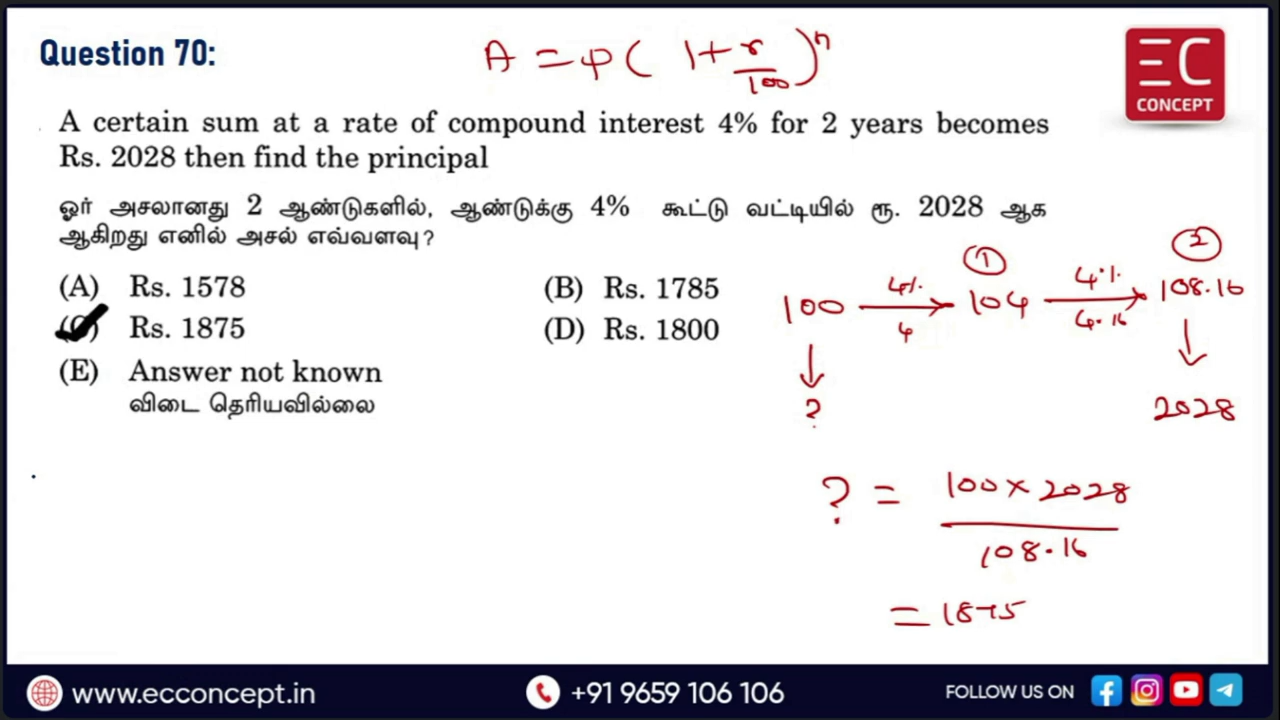 Question 70:
A = P ( 1 + r/100 )^n
EC
CONCEPT
A certain sum at a rate of compound interest 4% for 2 years becomes
Rs. 2028 then find the principal
ஓர் அசலானது 2 ஆண்டுகளில், ஆண்டுக்கு 4% கூட்டு வட்டியில் ரூ. 2028 ஆக
ஆகிறது எனில் அசல் எவ்வளவு?
(A) Rs. 1578
(B) Rs. 1785
(C) Rs. 1875
(D) Rs. 1800
(E) Answer not known
விடை தெரியவில்லை
1 2
100 4% 4 104 4% 4.16 108.16
? 2028
? = 100 × 2028
108.16
= 1875
www.ecconcept.in
+91 9659 106 106
FOLLOW US ON